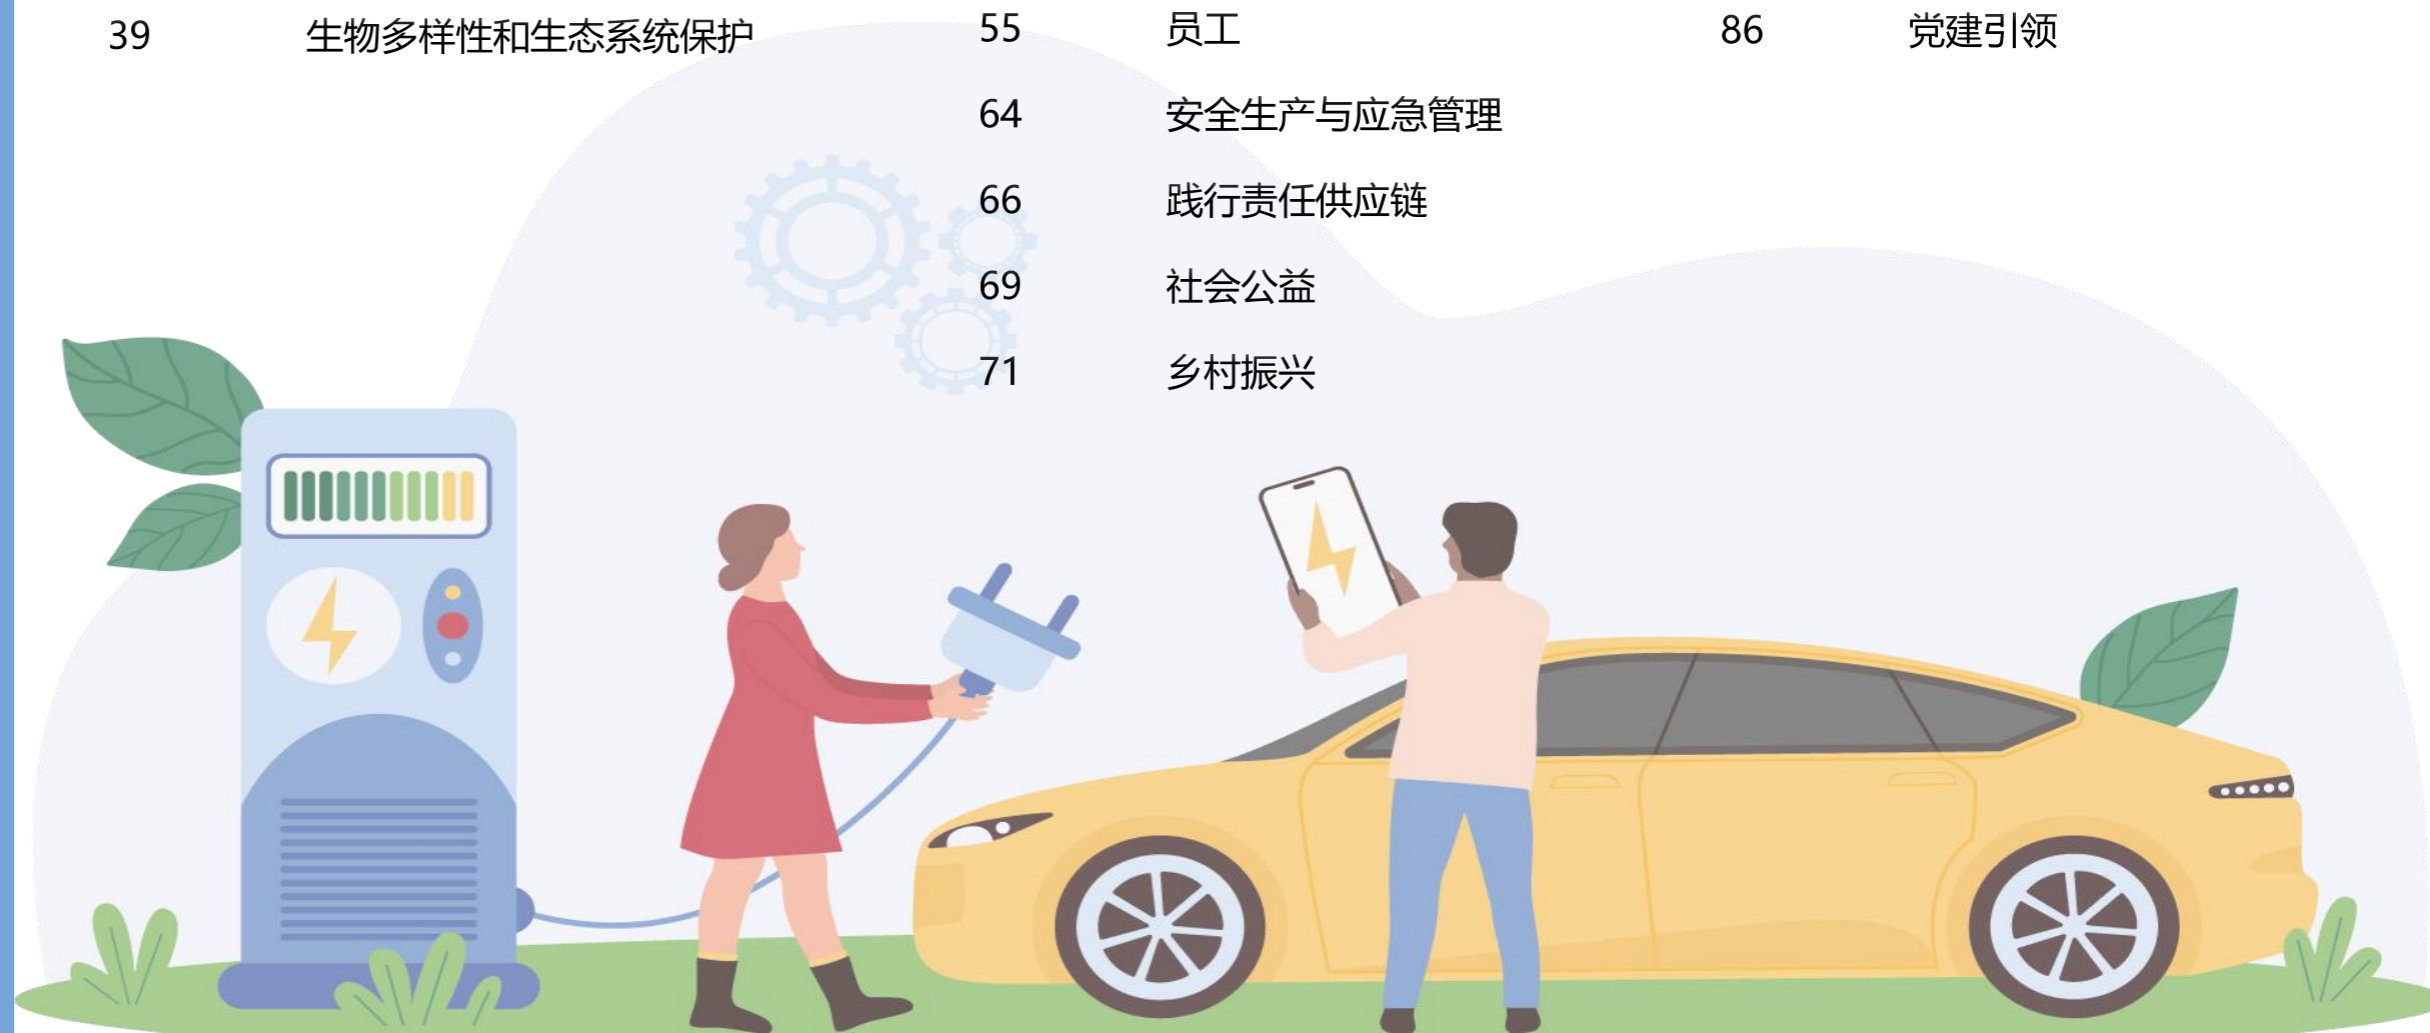 39 生物多样性和生态系统保护
55 员工
64 安全生产与应急管理
66 践行责任供应链
69 社会公益
71 乡村振兴
86 党建引领